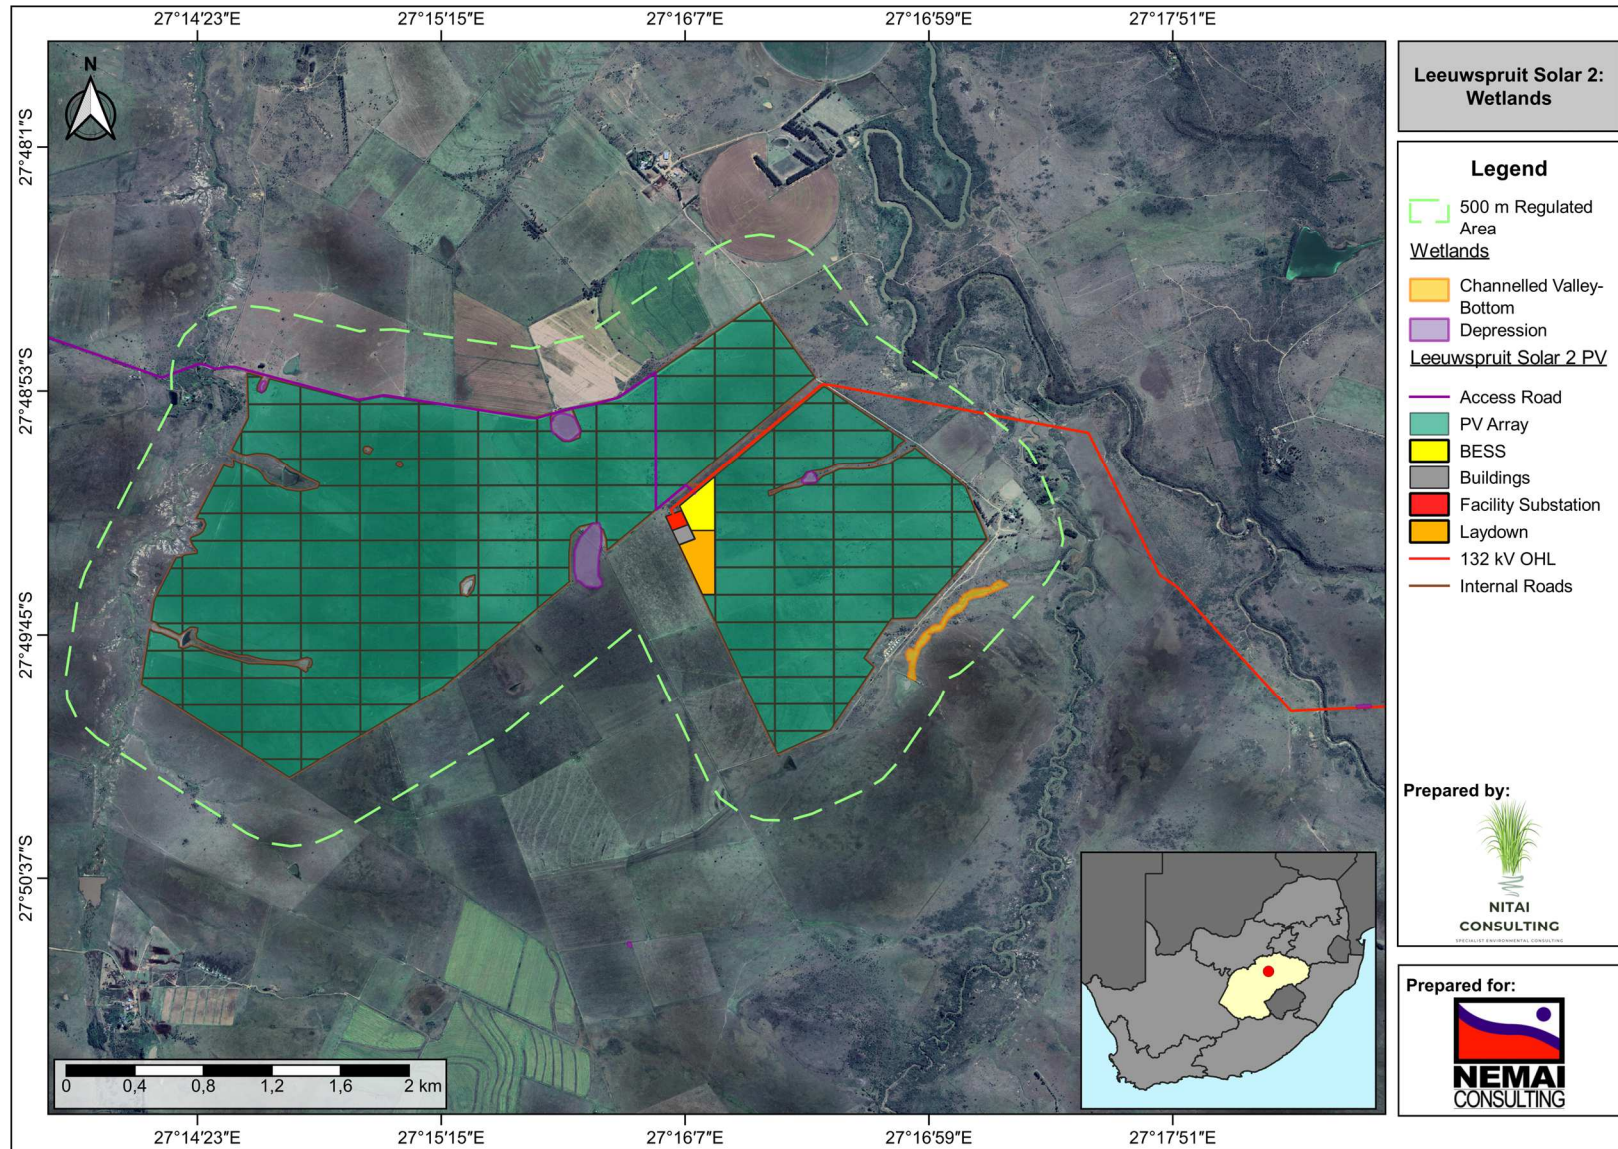 27°14'23"E 27°15'15"E 27°16'7"E 27°16'59"E 27°17'51"E
N
27°48'1"S
27°48'53"S
27°49'45"S
27°50'37"S
0 0,4 0,8 1,2 1,6 2 km
27°14'23"E 27°15'15"E 27°16'7"E 27°16'59"E 27°17'51"E
Leeuwspruit Solar 2:
Wetlands
Legend
500 m Regulated
Area
Wetlands
Channelled Valley-
Bottom
Depression
Leeuwspruit Solar 2 PV
Access Road
PV Array
BESS
Buildings
Facility Substation
Laydown
132 kV OHL
Internal Roads
Prepared by:
NITAI
CONSULTING
SPECIALIST ENVIRONMENTAL CONSULTING
Prepared for:
NEMAI
CONSULTING